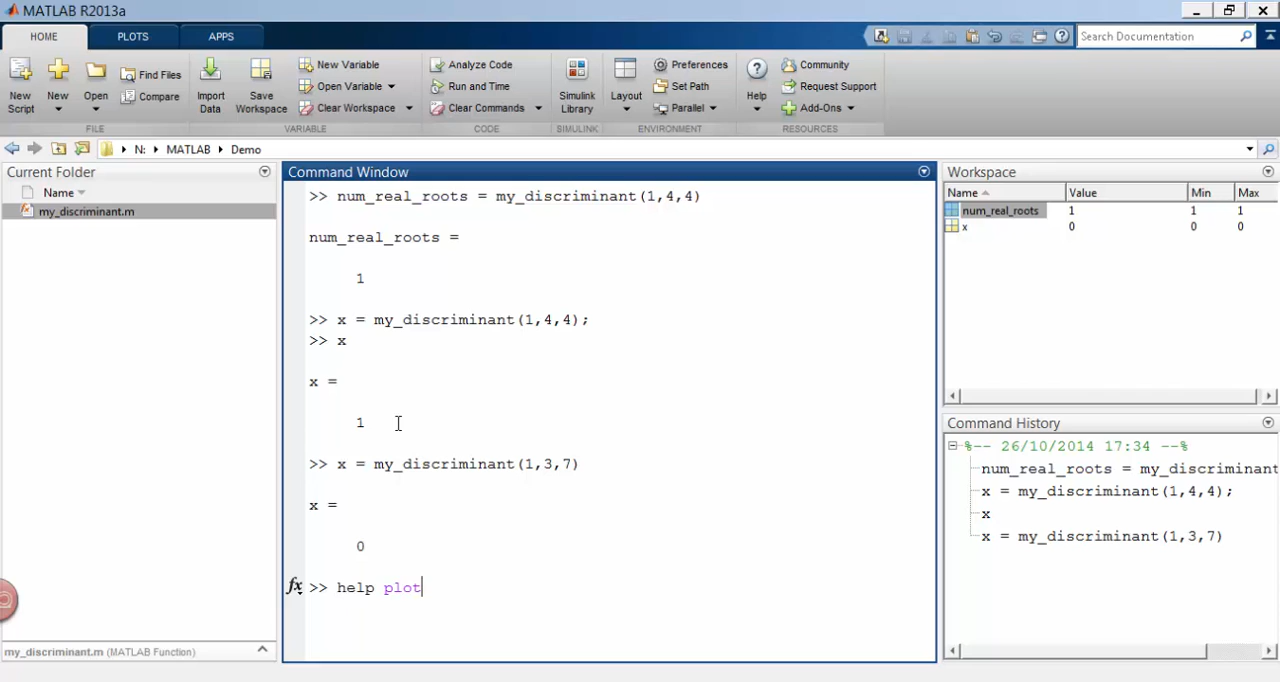 MATLAB R2013a
HOME PLOTS APPS
Search Documentation
New Script
New
Open
Find Files
Compare
Import Data
Save Workspace
New Variable
Open Variable
Clear Workspace
Analyze Code
Run and Time
Clear Commands
Simulink Library
Layout
Preferences
Set Path
Parallel
Help
Community
Request Support
Add-Ons
FILE VARIABLE CODE SIMULINK ENVIRONMENT RESOURCES
N: MATLAB Demo
Current Folder
Name
my_discriminant.m
my_discriminant.m (MATLAB Function)
Command Window
>> num_real_roots = my_discriminant(1,4,4)
num_real_roots =
1
>> x = my_discriminant(1,4,4);
>> x
x =
1
>> x = my_discriminant(1,3,7)
x =
0
fx >> help plot
Workspace
Name Value Min Max
num_real_roots 1 1 1
x 0 0 0
Command History
%-- 26/10/2014 17:34 --%
num_real_roots = my_discriminant
x = my_discriminant(1,4,4);
x
x = my_discriminant(1,3,7)